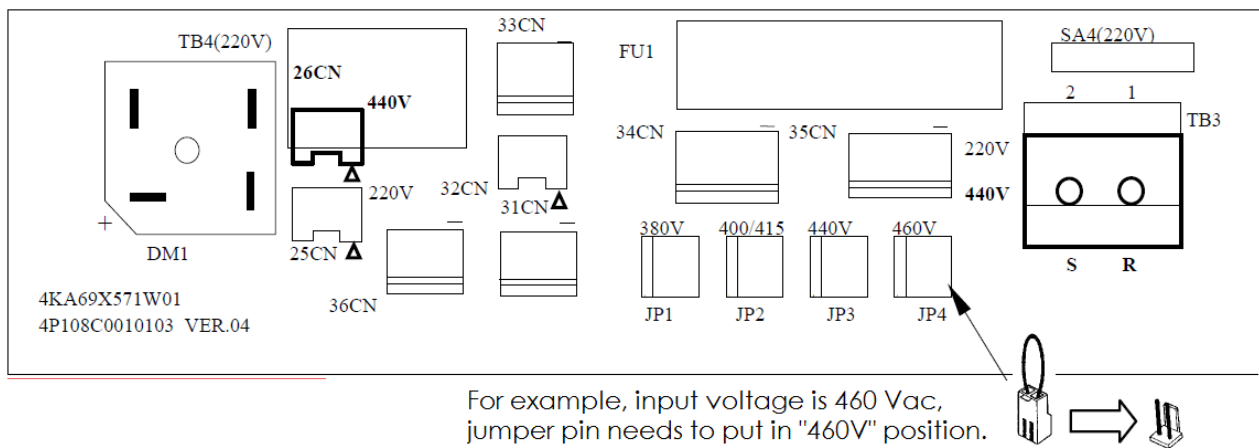 33CN
TB4(220V)
FU1
SA4(220V)
26CN
440V
2 1
TB3
34CN
35CN
220V
32CN
220V
440V
31CN
380V
400/415
440V
460V
+
DM1
25CN
S R
36CN
JP1
JP2
JP3
JP4
4KA69X571W01
4P108C0010103 VER.04
For example, input voltage is 460 Vac,
jumper pin needs to put in "460V" position.